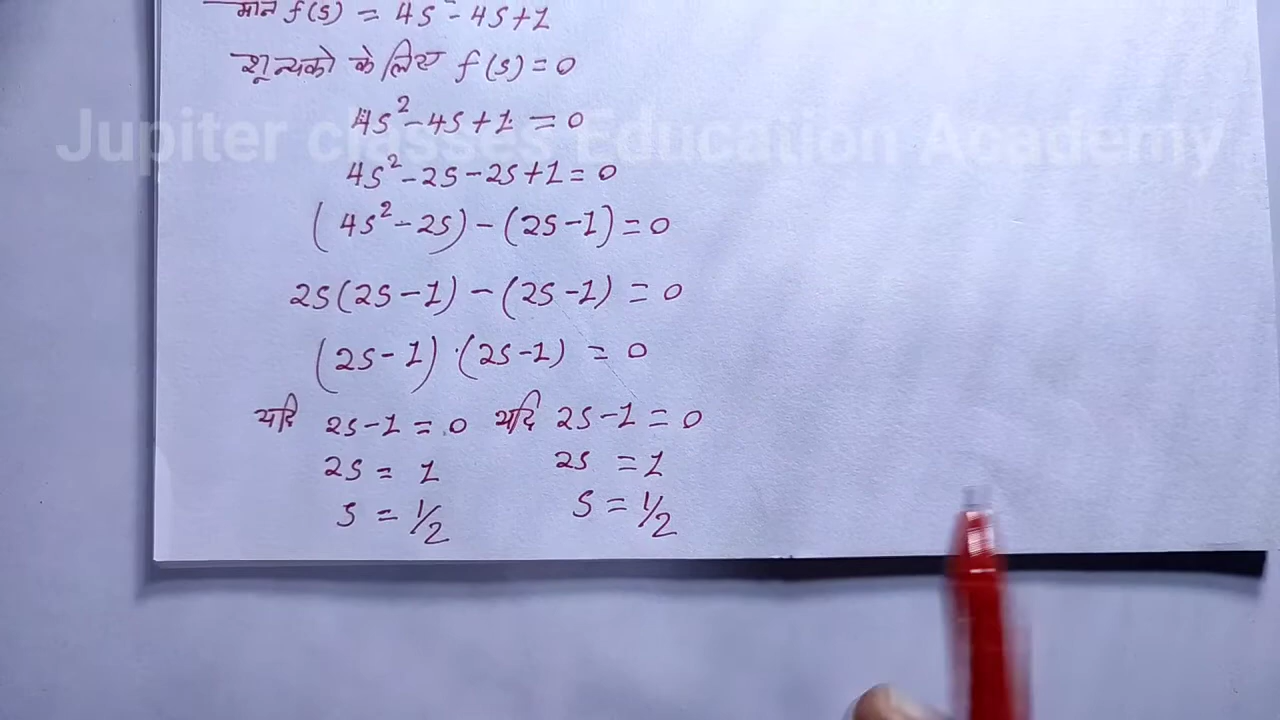 मान f(s) = 4s² - 4s + 1
शून्यको के लिए f(s) = 0
4s² - 4s + 1 = 0
Jupiter classes Education Academy
4s² - 2s - 2s + 1 = 0
(4s² - 2s) - (2s - 1) = 0
2s(2s - 1) - (2s - 1) = 0
(2s - 1) · (2s - 1) = 0
यदि 2s - 1 = 0 यदि 2s - 1 = 0
2s = 1 2s = 1
s = 1/2 s = 1/2